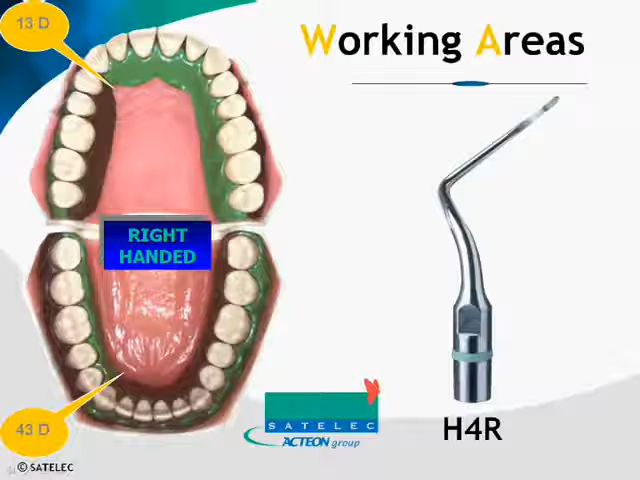 13 D
Working Areas
RIGHT
HANDED
43 D
SATELEC
ACTEON group
H4R
© SATELEC